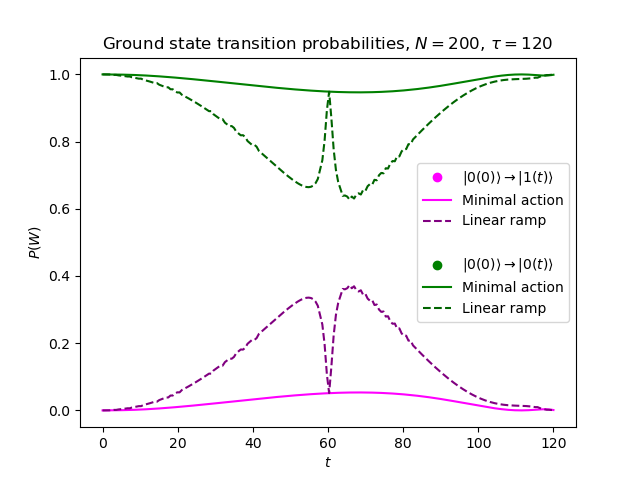 Ground state transition probabilities, $N = 200$, $\tau = 120$
P(W)
1.0
0.8
0.6
0.4
0.2
0.0
|0(0)⟩ → |1(t)⟩
Minimal action
Linear ramp
|0(0)⟩ → |0(t)⟩
Minimal action
Linear ramp
0 20 40 60 80 100 120
t